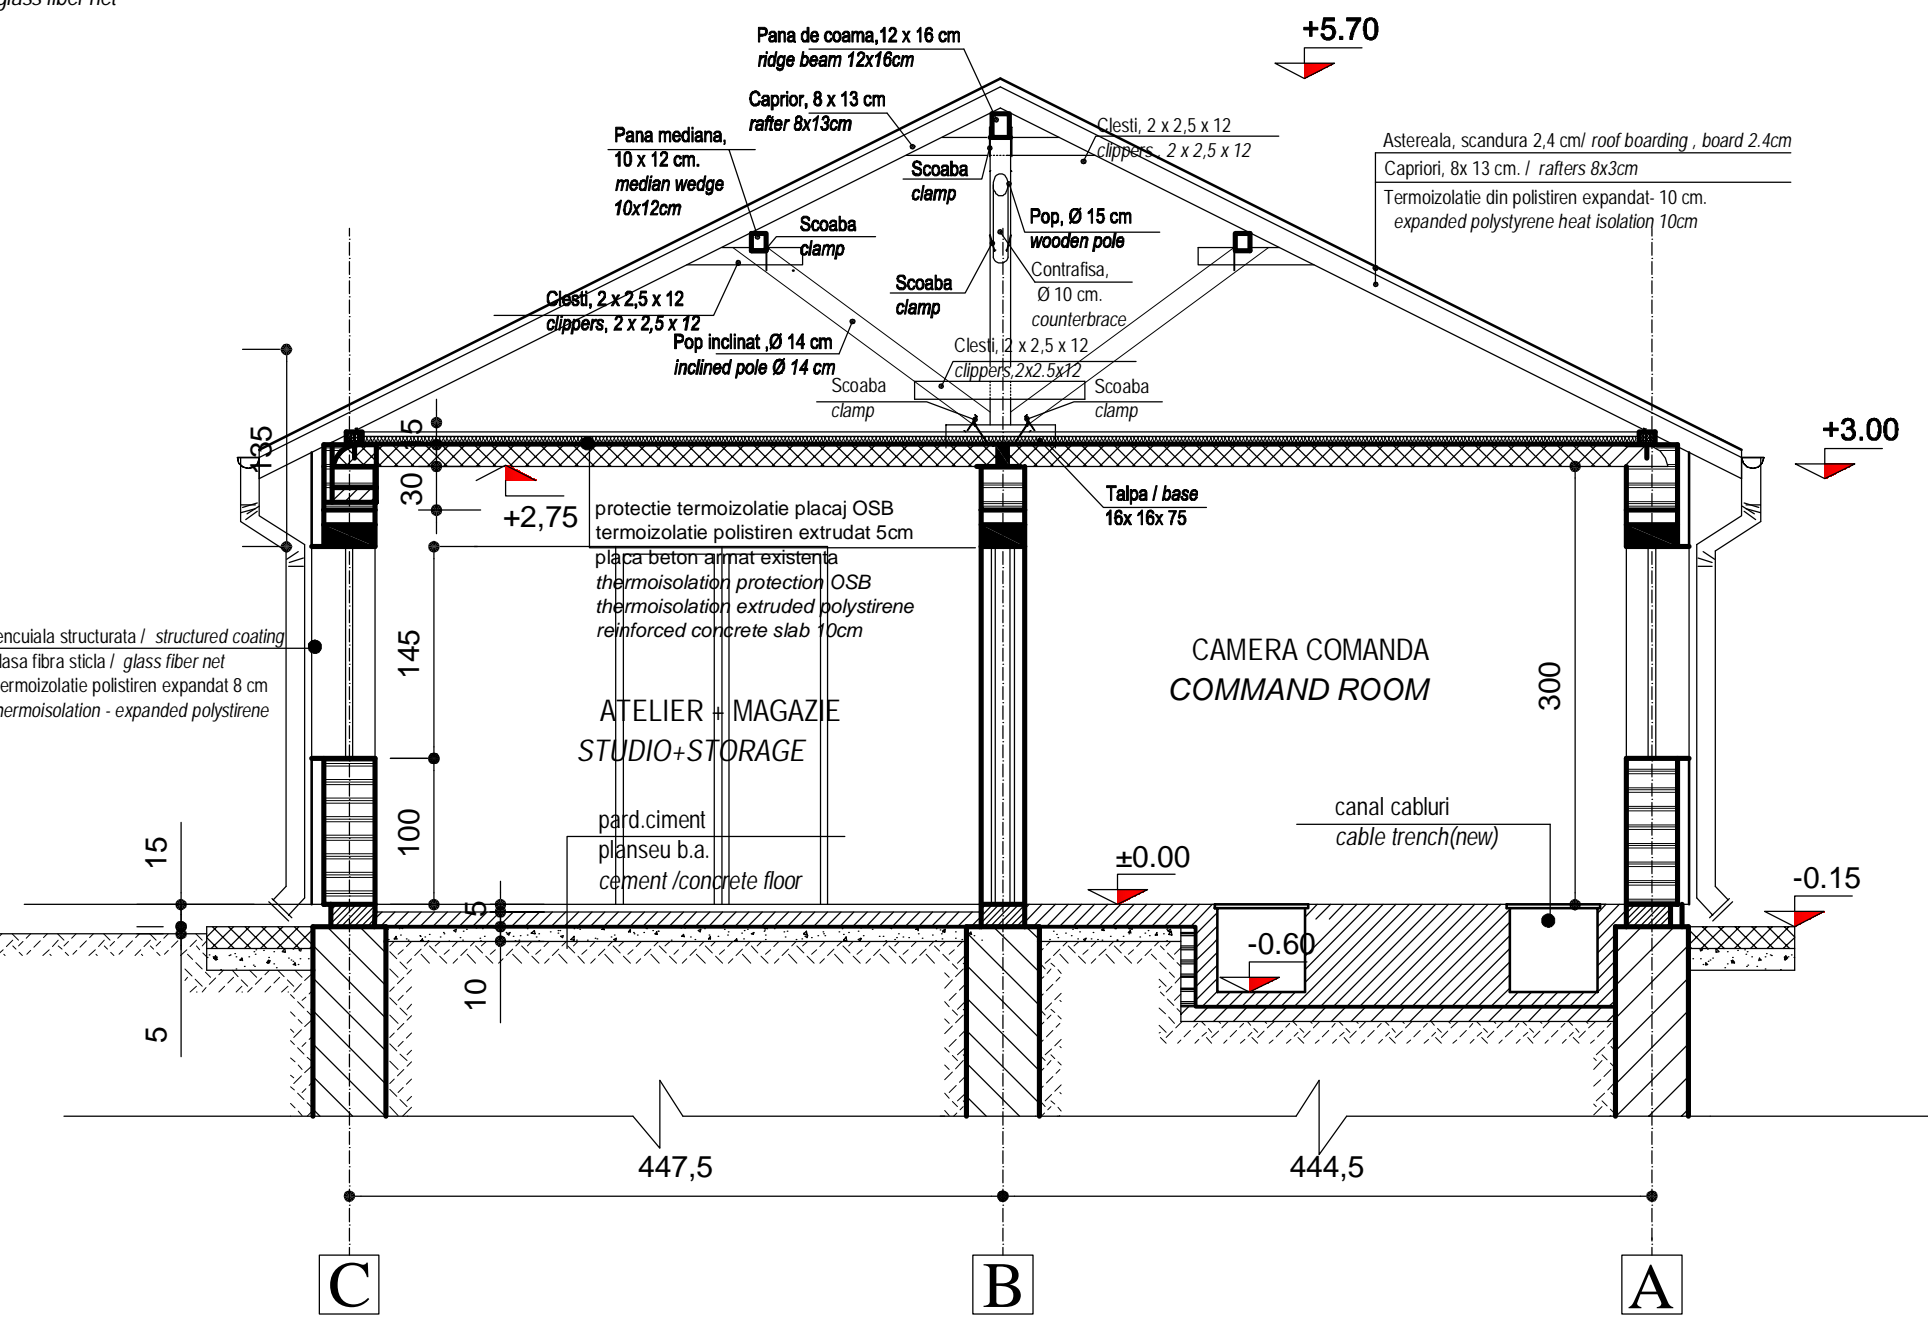 glass fiber net
+5.70
Pana de coama,12 x 16 cm
ridge beam 12x16cm
Caprior, 8 x 13 cm
rafter 8x13cm
Pana mediana,
10 x 12 cm.
median wedge
10x12cm
Clesti, 2 x 2,5 x 12
clippers, 2 x 2,5 x 12
Astereala, scandura 2,4 cm/ roof boarding , board 2.4cm
Capriori, 8x 13 cm. / rafters 8x3cm
Termoizolatie din polistiren expandat- 10 cm.
expanded polystyrene heat isolation 10cm
Scoaba
clamp
Scoaba
clamp
Pop, Ø 15 cm
wooden pole
Contrafisa,
Ø 10 cm.
counterbrace
Scoaba
clamp
Clesti, 2 x 2,5 x 12
clippers, 2 x 2,5 x 12
Pop inclinat ,Ø 14 cm
inclined pole Ø 14 cm
Clesti, 2 x 2,5 x 12
clippers,2x2.5x12
Scoaba
clamp
Scoaba
clamp
+3.00
135
5
30
+2,75
Talpa / base
16x 16x 75
protectie termoizolatie placaj OSB
termoizolatie polistiren extrudat 5cm
placa beton armat existenta
thermoisolation protection OSB
thermoisolation extruded polystirene
reinforced concrete slab 10cm
encuiala structurata / structured coating
lasa fibra sticla / glass fiber net
ermoizolatie polistiren expandat 8 cm
hermoisolation - expanded polystirene
145
CAMERA COMANDA
COMMAND ROOM
300
ATELIER + MAGAZIE
STUDIO+STORAGE
100
pard.ciment
planseu b.a.
cement /concrete floor
canal cabluri
cable trench(new)
15
±0.00
-0.15
5
-0.60
10
5
447,5
444,5
C
B
A